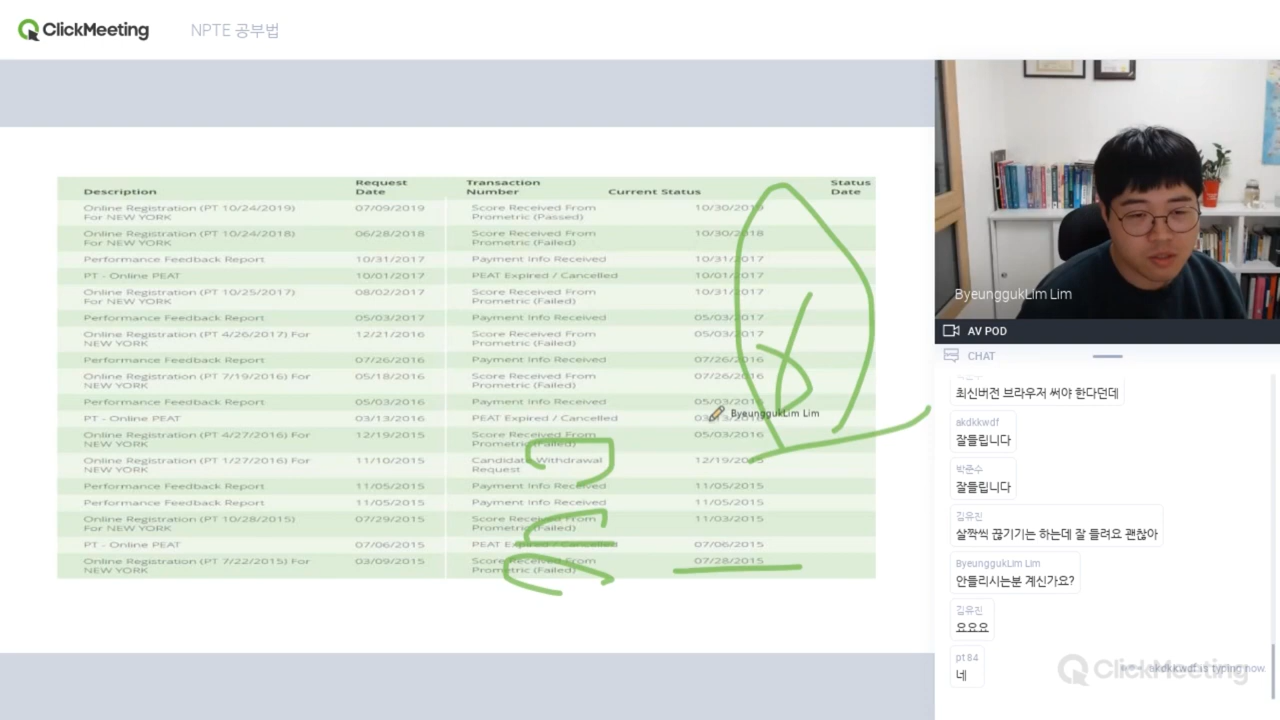 ClickMeeting
NPTE 공부법
Description Request Date Transaction Number Current Status Status Date
Online Registration (PT 10/24/2019) For NEW YORK 07/09/2019 Score Received From Prometric (Passed) 10/30/2019
Online Registration (PT 10/24/2018) For NEW YORK 06/28/2018 Score Received From Prometric (Failed) 10/30/2018
Performance Feedback Report 10/31/2017 Payment Info Received 10/31/2017
PT - Online PEAT 10/01/2017 PEAT Expired / Cancelled 10/01/2017
Online Registration (PT 10/25/2017) For NEW YORK 08/02/2017 Score Received From Prometric (Failed) 10/31/2017
Performance Feedback Report 05/03/2017 Payment Info Received 05/03/2017
Online Registration (PT 4/26/2017) For NEW YORK 12/21/2016 Score Received From Prometric (Failed) 05/03/2017
Performance Feedback Report 07/26/2016 Payment Info Received 07/26/2016
Online Registration (PT 7/19/2016) For NEW YORK 05/18/2016 Score Received From Prometric (Failed) 07/26/2016
Performance Feedback Report 05/03/2016 Payment Info Received 05/03/2016
PT - Online PEAT 03/13/2016 PEAT Expired / Cancelled
ByeunggukLim Lim
Online Registration (PT 4/27/2016) For NEW YORK 12/19/2015 Score Received From Prometric (Failed) 05/03/2016
Online Registration (PT 1/27/2016) For NEW YORK 11/10/2015 Candidate Withdrawal Request 12/19/2015
Performance Feedback Report 11/05/2015 Payment Info Received 11/05/2015
Performance Feedback Report 11/05/2015 Payment Info Received 11/05/2015
Online Registration (PT 10/28/2015) For NEW YORK 07/29/2015 Score Received From Prometric (Failed) 11/03/2015
PT - Online PEAT 07/06/2015 PEAT Expired / Cancelled 07/06/2015
Online Registration (PT 7/22/2015) For NEW YORK 03/09/2015 Score Received From Prometric (Failed) 07/28/2015
ByeunggukLim Lim
AV POD
CHAT
최신버전 브라우저 써야 한다던데
akdkkwdf
잘들립니다
박준수
잘들립니다
김유진
살짝씩 끊기기는 하는데 잘 들려요 괜찮아
ByeunggukLim Lim
안들리시는분 계신가요?
김유진
요요요
pt 84
네
akdkkwdf is typing now.
ClickMeeting